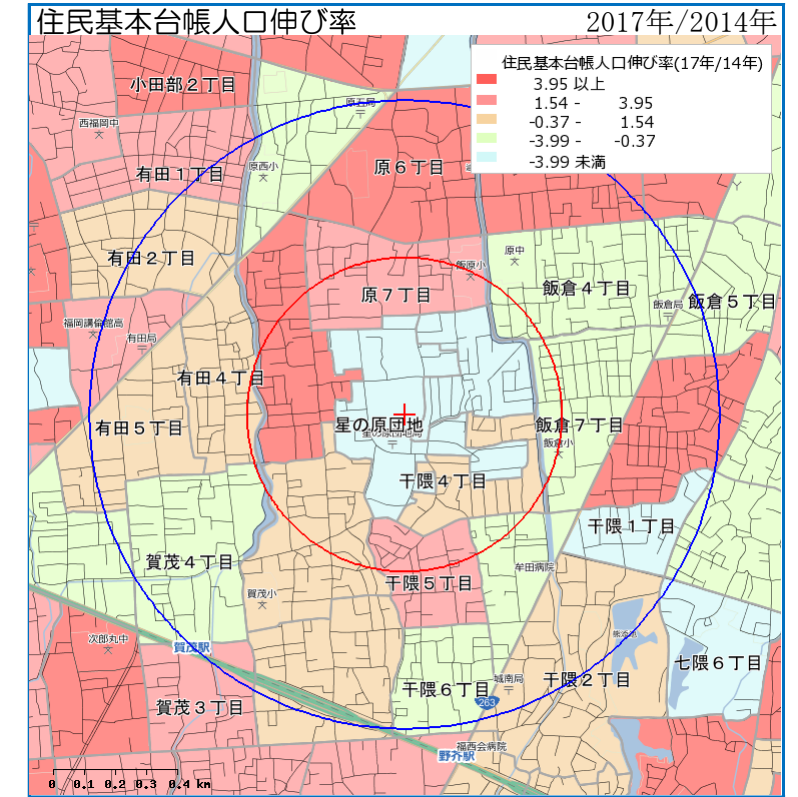 住民基本台帳人口伸び率 2017年/2014年
住民基本台帳人口伸び率(17年/14年)
3.95 以上
1.54 - 3.95
-0.37 - 1.54
-3.99 - -0.37
-3.99 未満
小田部2丁目
原五局
西福岡中
有田1丁目
原西小
原6丁目
有田2丁目
原中
飯原小
原7丁目
飯倉4丁目
飯倉局
飯倉5丁目
福岡講倫館高
有田局
有田4丁目
有田5丁目
星の原団地
星の原団地局
飯倉7丁目
飯倉小
干隈4丁目
干隈1丁目
賀茂4丁目
牟田病院
干隈5丁目
賀茂小
次郎丸中
賀茂駅
七隈6丁目
干隈6丁目
城南局
干隈2丁目
263
賀茂3丁目
福西会病院
野芥駅
0 0.1 0.2 0.3 0.4 km